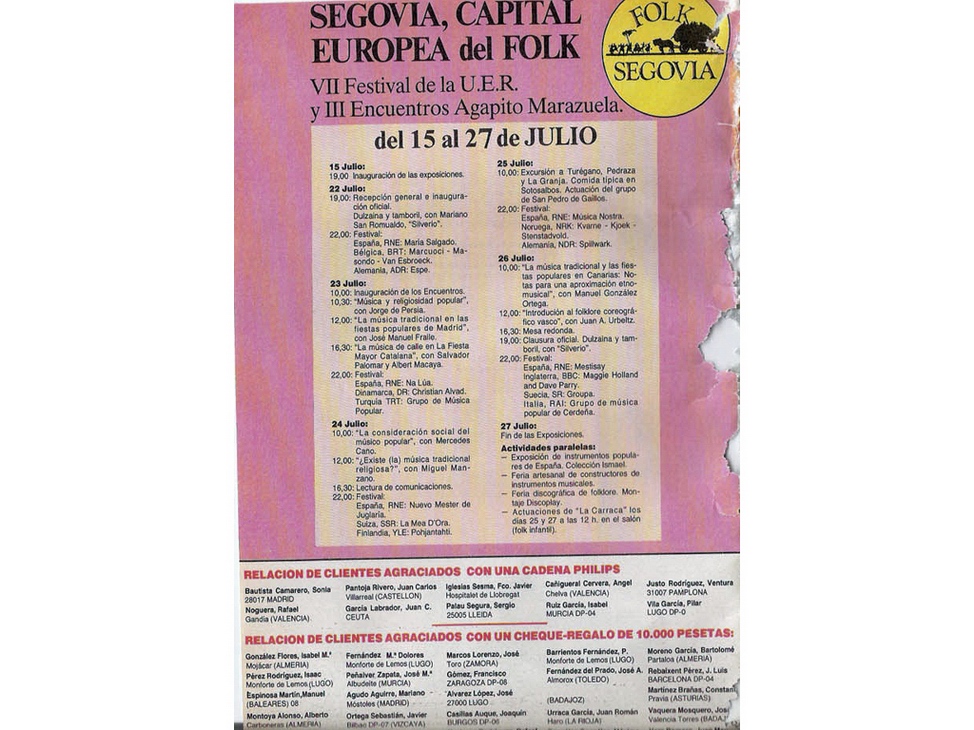 SEGOVIA, CAPITAL
EUROPEA del FOLK
VII Festival de la U.E.R.
y III Encuentros Agapito Marazuela.
FOLK
SEGOVIA
del 15 al 27 de JULIO
15 Julio:
19,00 Inauguración de las exposiciones.
22 Julio:
19,00: Recepción general e inaugura-
ción oficial.
Dulzaina y tamboril, con Mariano
San Romualdo, "Silverio".
22,00: Festival:
España, RNE: Maria Salgado.
Bélgica, BRT: Marcuoci - Ma-
sondo - Van Esbroeck.
Alemania, ADR: Espe.
23 Julio:
10,00: Inauguración de los Encuentros.
10,30: "Música y religiosidad popular",
con Jorge de Persia.
12,00: "La música tradicional en las
fiestas populares de Madrid",
con José Manuel Fraile.
16,30: "La música de calle en La Fiesta
Mayor Catalana", con Salvador
Palomar y Albert Macaya.
22,00: Festival:
España, RNE: Na Lúa.
Dinamarca, DR: Christian Alvad.
Turquia TRT: Grupo de Música
Popular.
24 Julio:
10,00: "La consideración social del
músico popular", con Mercedes
Cano.
12,00: "¿Existe (la) música tradicional
religiosa?", con Miguel Man-
zano.
16,30: Lectura de comunicaciones.
22,00: Festival:
España, RNE: Nuevo Mester de
Juglaría.
Suiza, SSR: La Mea D'Ora.
Finlandia, YLE: Pohjantahti.
25 Julio:
10,00: Excursión a Turégano, Pedraza
y La Granja. Comida típica en
Sotosalbos. Actuación del grupo
de San Pedro de Gaillos.
22,00: Festival:
España, RNE: Música Nostra.
Noruega, NRK: Kvarne - Kjoek -
Stenstadvold.
Alemania, NDR: Spillwark.
26 Julio:
10,00: "La música tradicional y las fies-
tas populares en Canarias: No-
tas para una aproximación etno-
musical", con Manuel González
Ortega.
12,00: "Introducción al folklore coreográ-
fico vasco", con Juan A. Urbeltz.
16,30: Mesa redonda.
19,00: Clausura oficial. Dulzaina y tam-
boril, con "Silverio".
22,00: Festival:
España, RNE: Mestisay
Inglaterra, BBC: Maggie Holland
and Dave Parry.
Suecia, SR: Groupa.
Italia, RAI: Grupo de música
popular de Cerdeña.
27 Julio:
Fin de las Exposiciones.
Actividades paralelas:
— Exposición de instrumentos popula-
res de España. Colección Ismael.
— Feria artesanal de constructores de
instrumentos musicales.
— Feria discográfica de folklore. Mon-
taje Discoplay.
— Actuaciones de "La Carraca" los
días 25 y 27 a las 12 h. en el salón
(folk infantil).
RELACION DE CLIENTES AGRACIADOS CON UNA CADENA PHILIPS
Bautista Camarero, Sonia
28017 MADRID
Noguera, Rafael
Gandia (VALENCIA)
Pantoja Rivero, Juan Carlos
Villarreal (CASTELLON)
García Labrador, Juan C.
CEUTA
Iglesias Sesma, Fco. Javier
Hospitalet de Llobregat
Palau Segura, Sergio
25005 LLEIDA
Cañigueral Cervera, Angel
Chelva (VALENCIA)
Ruiz García, Isabel
MURCIA DP-04
Justo Rodríguez, Ventura
31007 PAMPLONA
Vila García, Pilar
LUGO DP-0
RELACION DE CLIENTES AGRACIADOS CON UN CHEQUE-REGALO DE 10.000 PESETAS:
González Flores, Isabel M.ª
Mojácar (ALMERIA)
Pérez Rodríguez, Isaac
Monforte de Lemos (LUGO)
Espinosa Martin, Manuel
(BALEARES) 08
Montoya Alonso, Alberto
Carboneras (ALMERIA)
Fernández M.ª Dolores
Monforte de Lemos (LUGO)
Peñalver Zapata, José M.ª
Albudeite (MURCIA)
Agudo Aguirre, Mariano
Móstoles (MADRID)
Ortega Sebastián, Javier
Bilbao DP-07 (VIZCAYA)
Marcos Lorenzo, José
Toro (ZAMORA)
Gómez, Francisco
ZARAGOZA DP-06
Alvarez López, José
27000 LUGO
Casillas Auque, Joaquín
BURGOS DP-06
Barrientos Fernández, P.
Monforte de Lemos (LUGO)
Fernández del Prado, José A.
Almorox (TOLEDO)
(BADAJOZ)
Urraca García, Juan Román
Haro (LA RIOJA)
Moreno García, Bartolomé
Partaloa (ALMERIA)
Rebaixent Pérez, J. Luis
BARCELONA DP-04
Martínez Brañas, Constan
Pravia (ASTURIAS)
Vaquera Mosquero, José
Valencia Torres (BADAJ